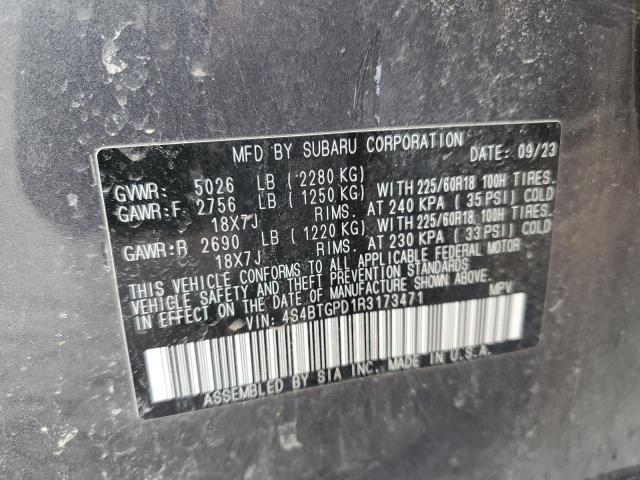 MFD BY SUBARU CORPORATION DATE: 09/23
GVWR: 5026 LB (2280 KG)
GAWR:F 2756 LB (1250 KG) WITH 225/60R18 100H TIRES.
18X7J RIMS. AT 240 KPA (35 PSI) COLD
GAWR:R 2690 LB (1220 KG) WITH 225/60R18 100H TIRES.
18X7J RIMS. AT 230 KPA (33 PSI) COLD
THIS VEHICLE CONFORMS TO ALL APPLICABLE FEDERAL MOTOR
VEHICLE SAFETY AND THEFT PREVENTION STANDARDS
IN EFFECT ON THE DATE OF MANUFACTURE SHOWN ABOVE.
VIN: 4S4BTGPD1R3173471 MPV
ASSEMBLED BY SIA INC. MADE IN U.S.A.